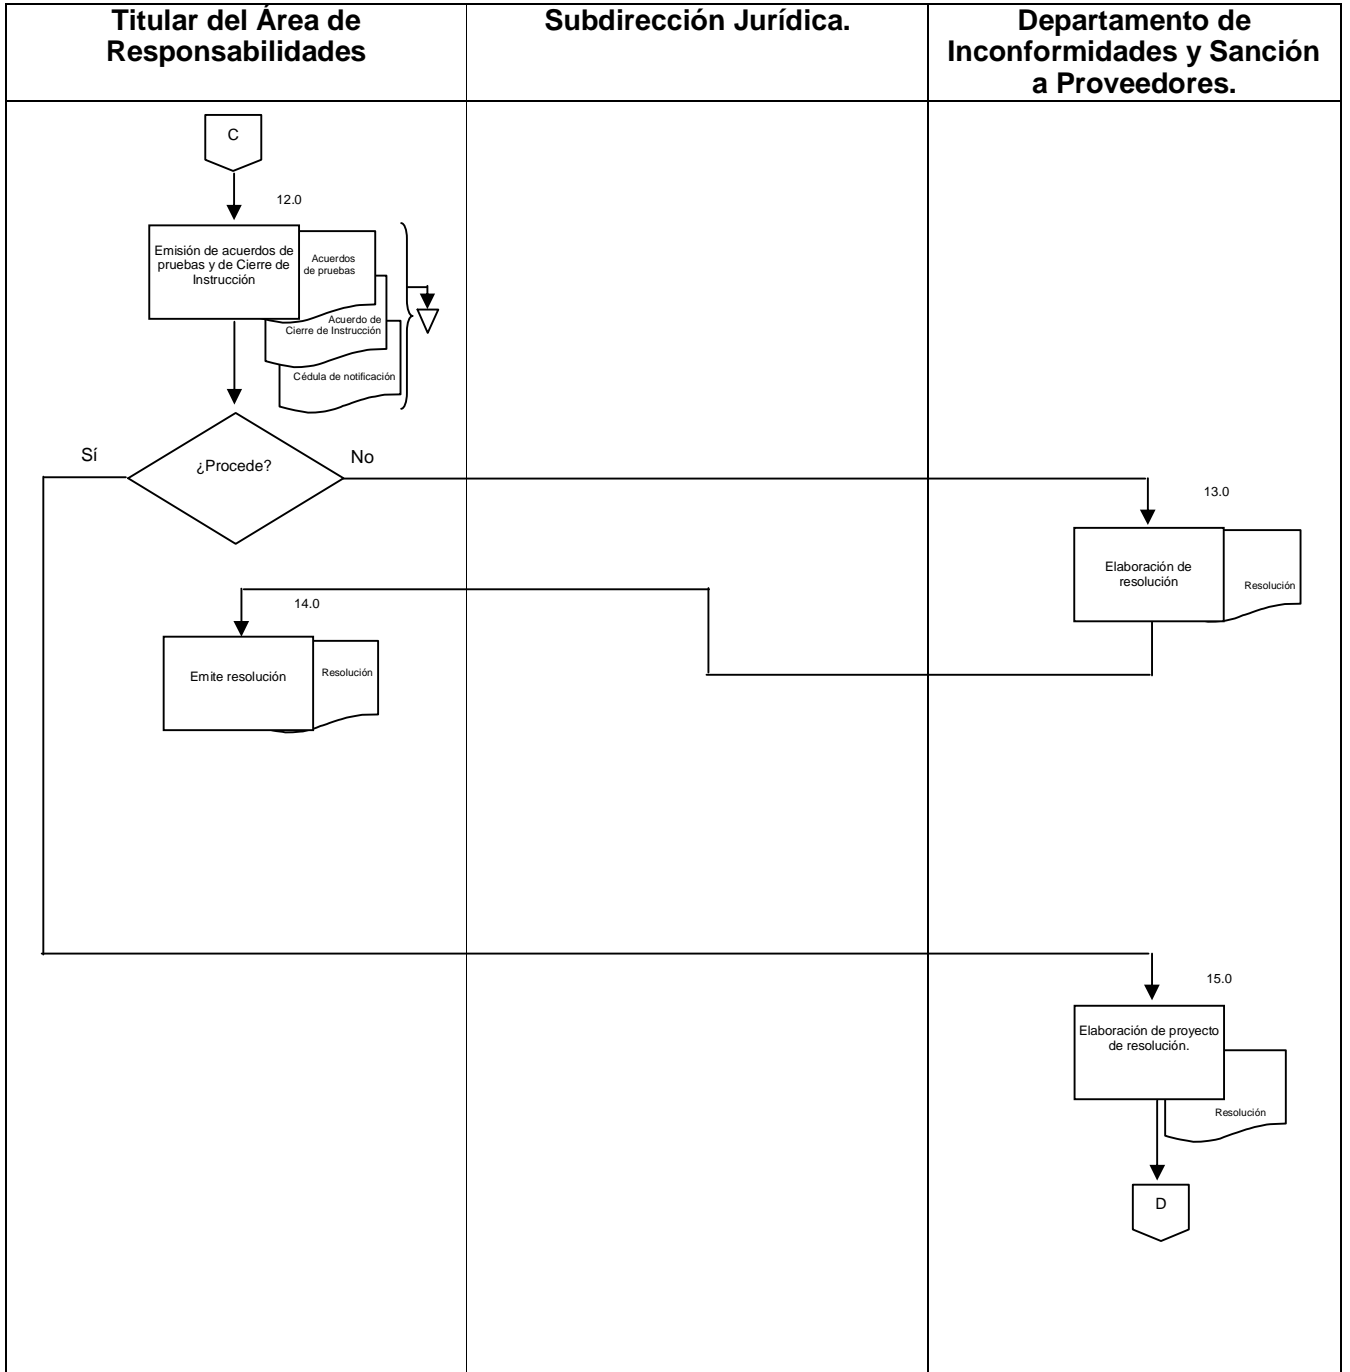 Titular del Área de
Responsabilidades
Subdirección Jurídica.
Departamento de
Inconformidades y Sanción
a Proveedores.
C
12.0
Emisión de acuerdos de
pruebas y de Cierre de
Instrucción
Acuerdos
de pruebas
Acuerdo de
Cierre de Instrucción
Cédula de notificación
Sí
¿Procede?
No
13.0
Elaboración de
resolución
Resolución
14.0
Emite resolución
Resolución
15.0
Elaboración de proyecto
de resolución.
Resolución
D